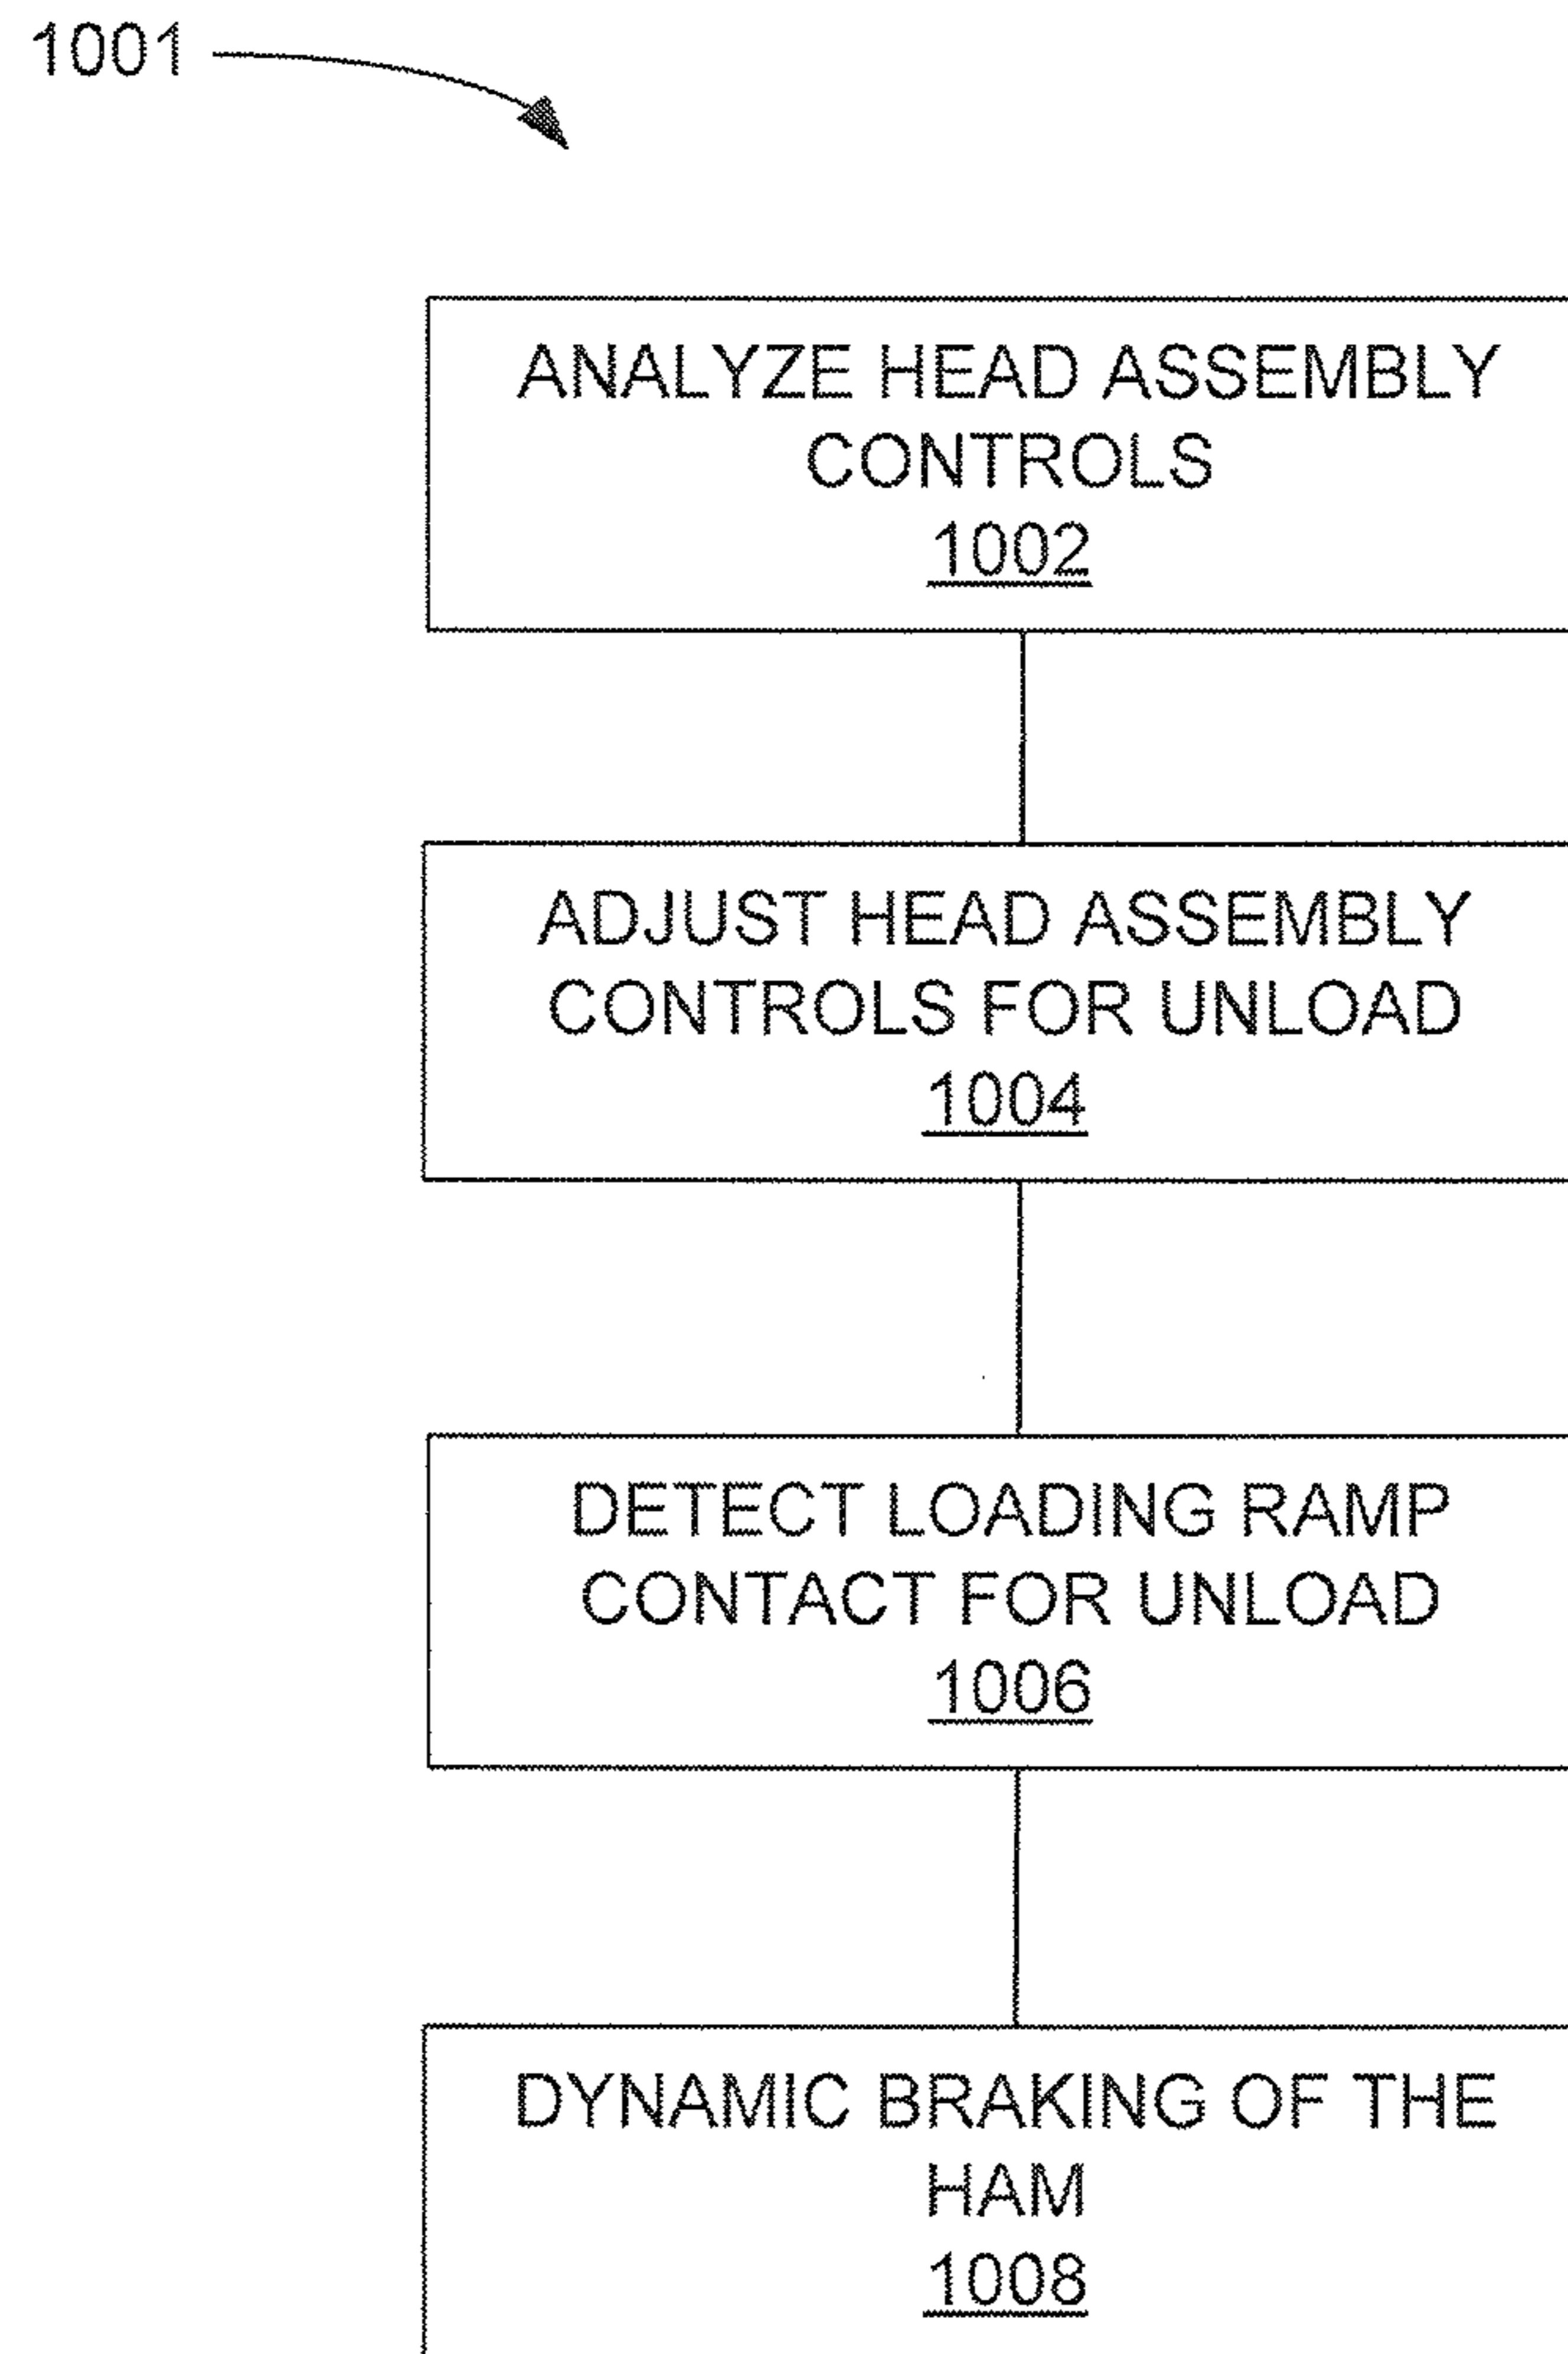 1001
ANALYZE HEAD ASSEMBLY
CONTROLS
1002
ADJUST HEAD ASSEMBLY
CONTROLS FOR UNLOAD
1004
DETECT LOADING RAMP
CONTACT FOR UNLOAD
1006
DYNAMIC BRAKING OF THE
HAM
1008